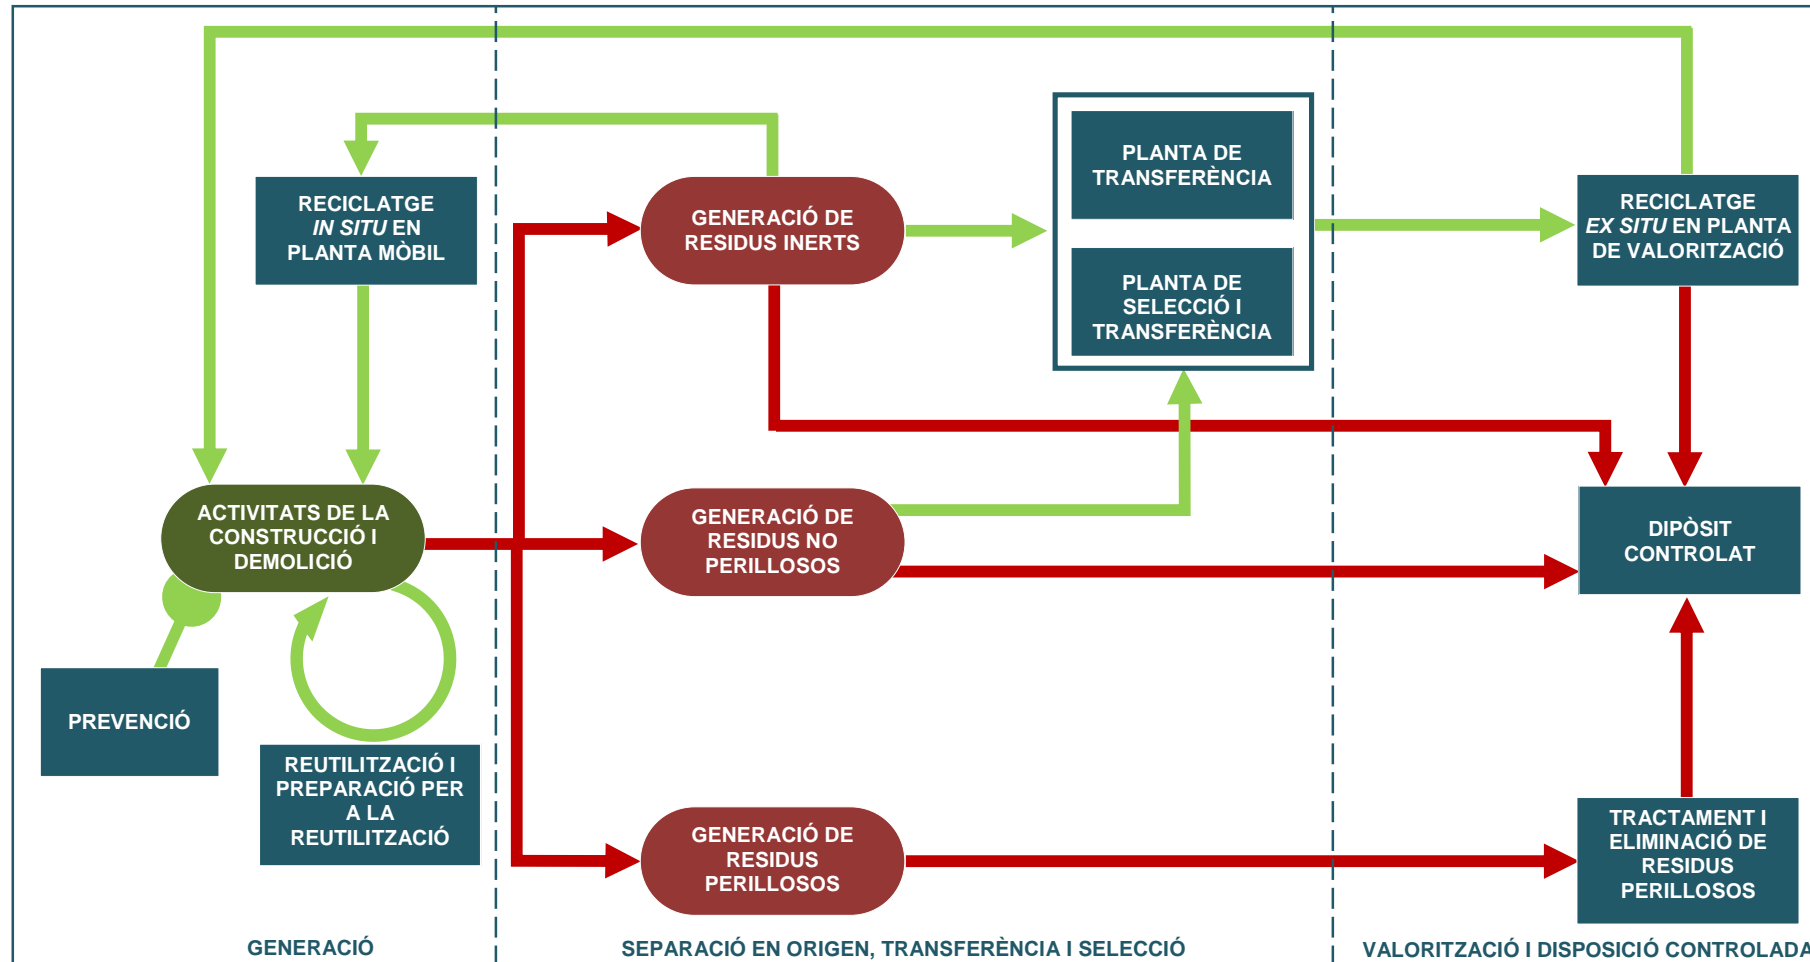 PLANTA DE
TRANSFERÈNCIA
RECICLATGE
IN SITU EN
PLANTA MÒBIL
GENERACIÓ DE
RESIDUS INERTS
RECICLATGE
EX SITU EN PLANTA
DE VALORITZACIÓ
PLANTA DE
SELECCIÓ I
TRANSFERÈNCIA
ACTIVITATS DE LA
CONSTRUCCIÓ I
DEMOLICIÓ
GENERACIÓ DE
RESIDUS NO
PERILLOSOS
DIPÒSIT
CONTROLAT
PREVENCIÓ
REUTILITZACIÓ I
PREPARACIÓ PER
A LA
REUTILITZACIÓ
GENERACIÓ DE
RESIDUS
PERILLOSOS
TRACTAMENT I
ELIMINACIÓ DE
RESIDUS
PERILLOSOS
GENERACIÓ
SEPARACIÓ EN ORIGEN, TRANSFERÈNCIA I SELECCIÓ
VALORITZACIÓ I DISPOSICIÓ CONTROLADA